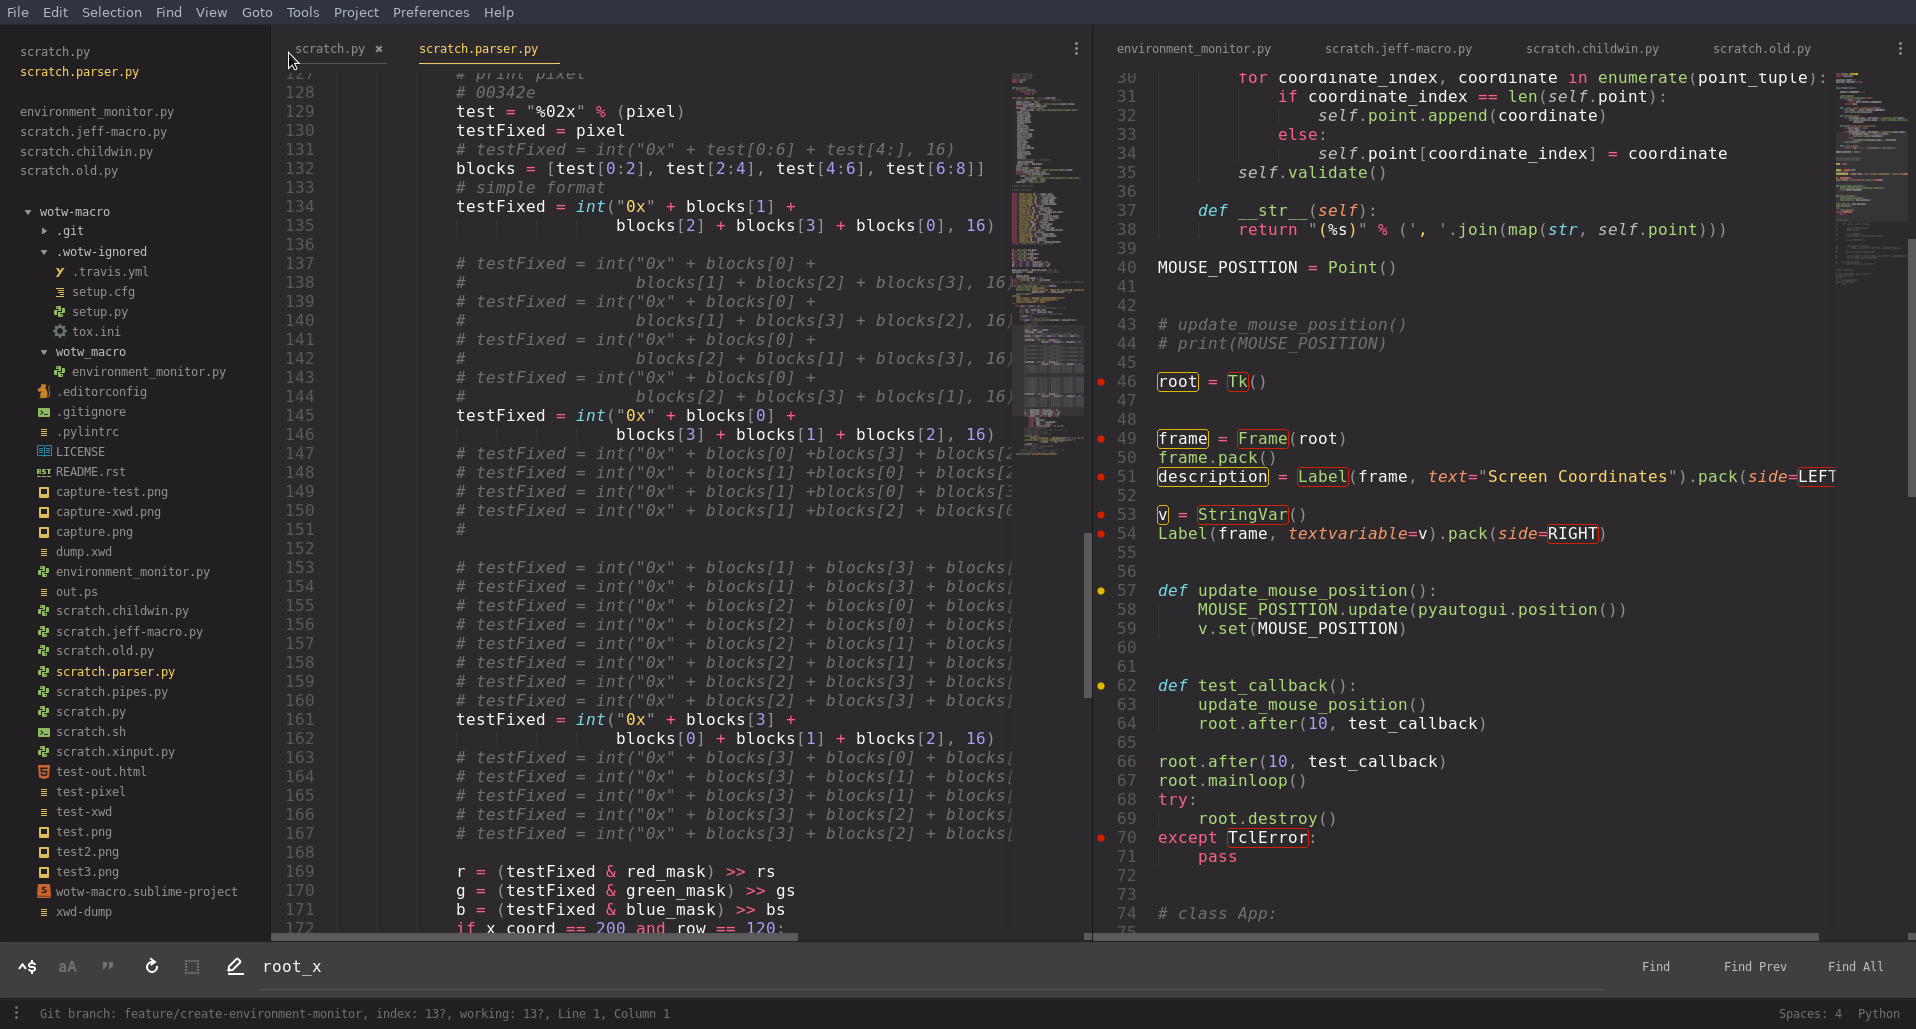 File Edit Selection Find View Goto Tools Project Preferences Help
scratch.py
scratch.parser.py
environment_monitor.py
scratch.jeff-macro.py
scratch.childwin.py
scratch.old.py
wotw-macro
.git
.wotw-ignored
.travis.yml
setup.cfg
setup.py
tox.ini
wotw_macro
environment_monitor.py
.editorconfig
.gitignore
.pylintrc
LICENSE
README.rst
capture-test.png
capture-xwd.png
capture.png
dump.xwd
environment_monitor.py
out.ps
scratch.childwin.py
scratch.jeff-macro.py
scratch.old.py
scratch.parser.py
scratch.pipes.py
scratch.py
scratch.sh
scratch.xinput.py
test-out.html
test-pixel
test-xwd
test.png
test2.png
test3.png
wotw-macro.sublime-project
xwd-dump
scratch.py × scratch.parser.py
127 # print pixel
128 # 00342e
129 test = "%02x" % (pixel)
130 testFixed = pixel
131 # testFixed = int("0x" + test[0:6] + test[4:], 16)
132 blocks = [test[0:2], test[2:4], test[4:6], test[6:8]]
133 # simple format
134 testFixed = int("0x" + blocks[1] +
135 blocks[2] + blocks[3] + blocks[0], 16)
136
137 # testFixed = int("0x" + blocks[0] +
138 # blocks[1] + blocks[2] + blocks[3], 16)
139 # testFixed = int("0x" + blocks[0] +
140 # blocks[1] + blocks[3] + blocks[2], 16)
141 # testFixed = int("0x" + blocks[0] +
142 # blocks[2] + blocks[1] + blocks[3], 16)
143 # testFixed = int("0x" + blocks[0] +
144 # blocks[2] + blocks[3] + blocks[1], 16)
145 testFixed = int("0x" + blocks[0] +
146 blocks[3] + blocks[1] + blocks[2], 16)
147 # testFixed = int("0x" + blocks[0] +blocks[3] + blocks[2
148 # testFixed = int("0x" + blocks[1] +blocks[0] + blocks[2
149 # testFixed = int("0x" + blocks[1] +blocks[0] + blocks[3
150 # testFixed = int("0x" + blocks[1] +blocks[2] + blocks[0
151 #
152
153 # testFixed = int("0x" + blocks[1] + blocks[3] + blocks[
154 # testFixed = int("0x" + blocks[1] + blocks[3] + blocks[
155 # testFixed = int("0x" + blocks[2] + blocks[0] + blocks[
156 # testFixed = int("0x" + blocks[2] + blocks[0] + blocks[
157 # testFixed = int("0x" + blocks[2] + blocks[1] + blocks[
158 # testFixed = int("0x" + blocks[2] + blocks[1] + blocks[
159 # testFixed = int("0x" + blocks[2] + blocks[3] + blocks[
160 # testFixed = int("0x" + blocks[2] + blocks[3] + blocks[
161 testFixed = int("0x" + blocks[3] +
162 blocks[0] + blocks[1] + blocks[2], 16)
163 # testFixed = int("0x" + blocks[3] + blocks[0] + blocks[
164 # testFixed = int("0x" + blocks[3] + blocks[1] + blocks[
165 # testFixed = int("0x" + blocks[3] + blocks[1] + blocks[
166 # testFixed = int("0x" + blocks[3] + blocks[2] + blocks[
167 # testFixed = int("0x" + blocks[3] + blocks[2] + blocks[
168
169 r = (testFixed & red_mask) >> rs
170 g = (testFixed & green_mask) >> gs
171 b = (testFixed & blue_mask) >> bs
172 if x_coord == 200 and row == 120:
environment_monitor.py scratch.jeff-macro.py scratch.childwin.py scratch.old.py
30 for coordinate_index, coordinate in enumerate(point_tuple):
31 if coordinate_index == len(self.point):
32 self.point.append(coordinate)
33 else:
34 self.point[coordinate_index] = coordinate
35 self.validate()
36
37 def __str__(self):
38 return "(%s)" % (', '.join(map(str, self.point)))
39
40 MOUSE_POSITION = Point()
41
42
43 # update_mouse_position()
44 # print(MOUSE_POSITION)
45
46 root = Tk()
47
48
49 frame = Frame(root)
50 frame.pack()
51 description = Label(frame, text="Screen Coordinates").pack(side=LEFT
52
53 v = StringVar()
54 Label(frame, textvariable=v).pack(side=RIGHT)
55
56
57 def update_mouse_position():
58 MOUSE_POSITION.update(pyautogui.position())
59 v.set(MOUSE_POSITION)
60
61
62 def test_callback():
63 update_mouse_position()
64 root.after(10, test_callback)
65
66 root.after(10, test_callback)
67 root.mainloop()
68 try:
69 root.destroy()
70 except TclError:
71 pass
72
73
74 # class App:
75
^$ aA ” root_x Find Find Prev Find All
Git branch: feature/create-environment-monitor, index: 13?, working: 13?, Line 1, Column 1 Spaces: 4 Python